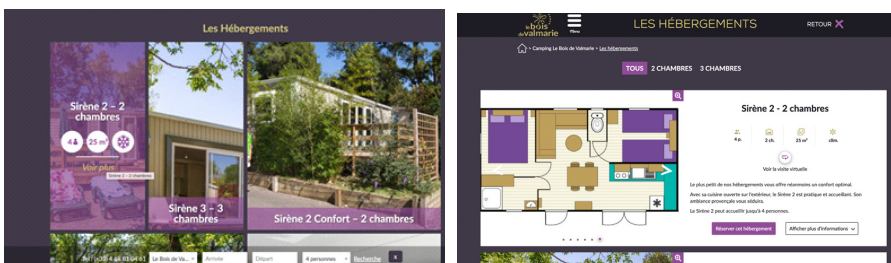 Les Hébergements
Sirène 2 – 2
chambres
4
25 m²
Voir plus
Sirène 2 - 2 chambres
Sirène 3 – 3
chambres
Sirène 2 Confort – 2 chambres
Le Bois de Va...
Arrivée
Départ
4 personnes
Recherche
X
le bois
de valmarie
Menu
LES HÉBERGEMENTS
RETOUR
> Camping Le Bois de Valmarie > Les hébergements
TOUS 2 CHAMBRES 3 CHAMBRES
Sirène 2 - 2 chambres
4 p.
2 ch.
25 m²
clim.
Voir la visite virtuelle
Le plus petit de nos hébergements vous offre néanmoins un confort optimal.
Avec sa cuisine ouverte sur l'extérieur, le Sirène 2 est pratique et accueillant. Son
ambiance provençale vous séduira.
Le Sirène 2 peut accueillir jusqu'à 4 personnes.
Réserver cet hébergement
Afficher plus d'informations